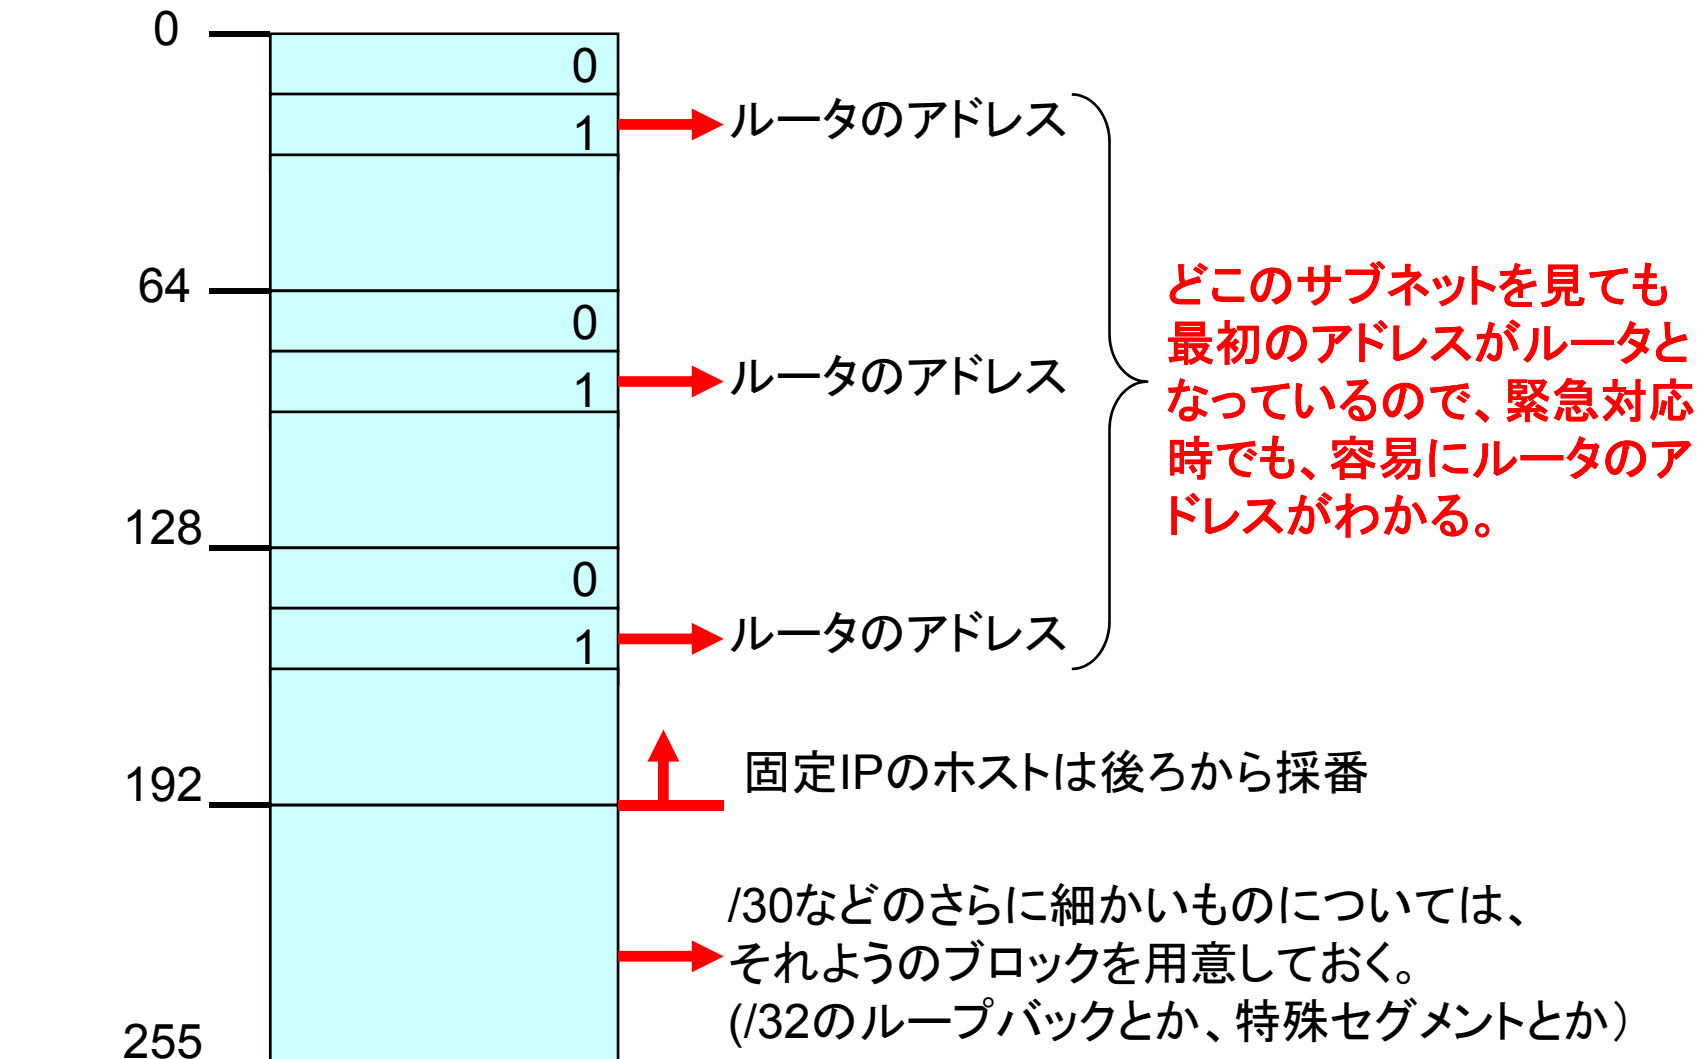 0
0
1
ルータのアドレス
64
0
1
ルータのアドレス
どこのサブネットを見ても
最初のアドレスがルータと
なっているので、緊急対応
時でも、容易にルータのア
ドレスがわかる。
128
0
1
ルータのアドレス
192
固定IPのホストは後ろから採番
/30などのさらに細かいものについては、
それようのブロックを用意しておく。
(/32のループバックとか、特殊セグメントとか）
255